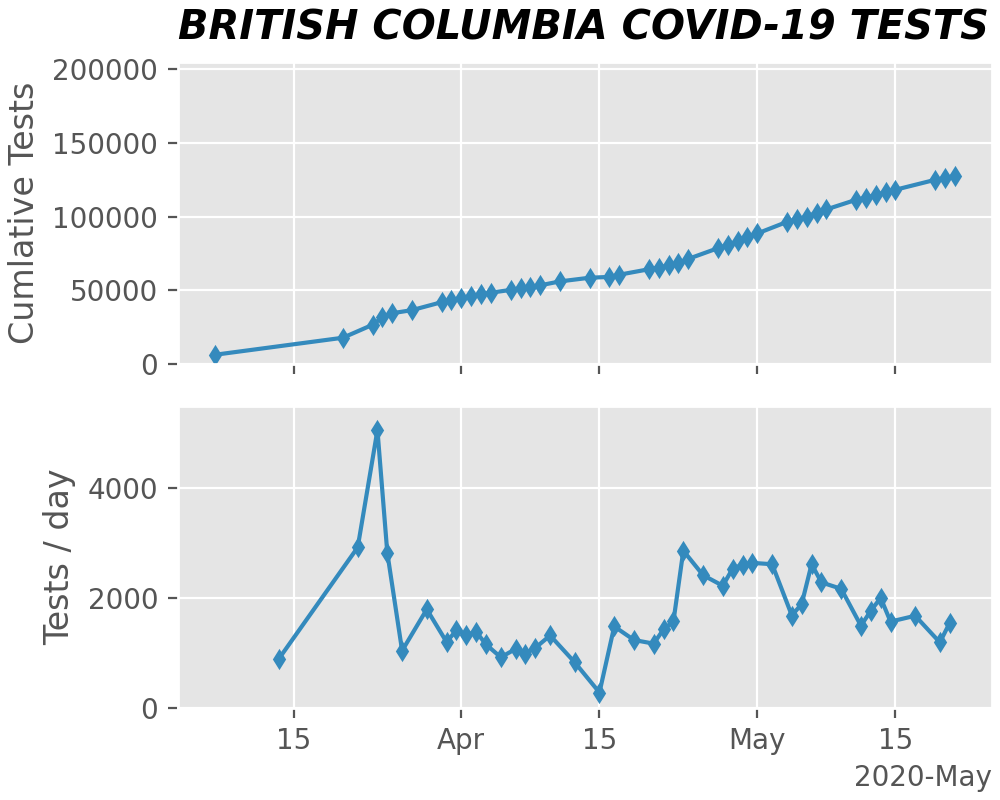 BRITISH COLUMBIA COVID-19 TESTS
200000
150000
100000
50000
0
Cumlative Tests
4000
2000
0
Tests / day
15
Apr
15
May
15
2020-May